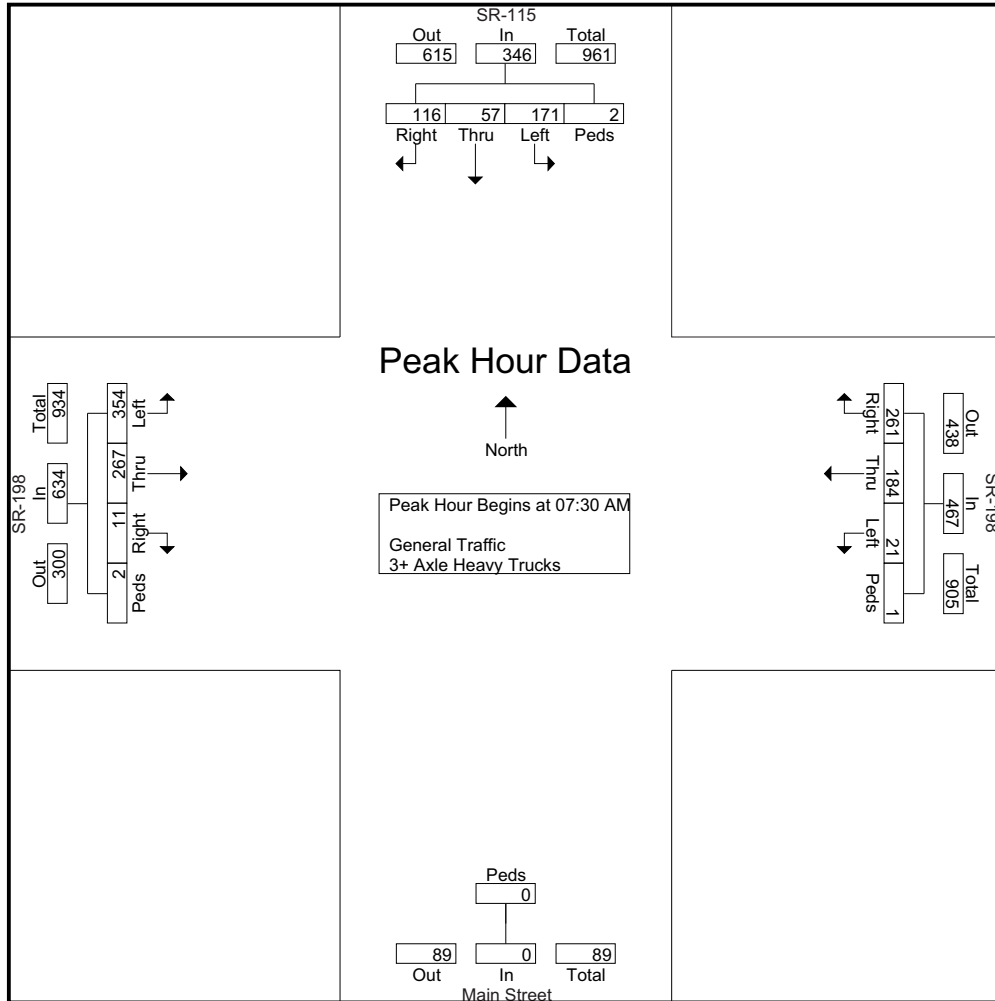 SR-115
Out In Total
615 346 961
116 57 171 2
Right Thru Left Peds
Peak Hour Data
North
Peak Hour Begins at 07:30 AM
General Traffic
3+ Axle Heavy Trucks
SR-198
Total In Out
934 634 300
354 267 11 2
Left Thru Right Peds
SR-198
Out In Total
438 467 905
261 184 21 1
Right Thru Left Peds
Peds
0
89 0 89
Out In Total
Main Street